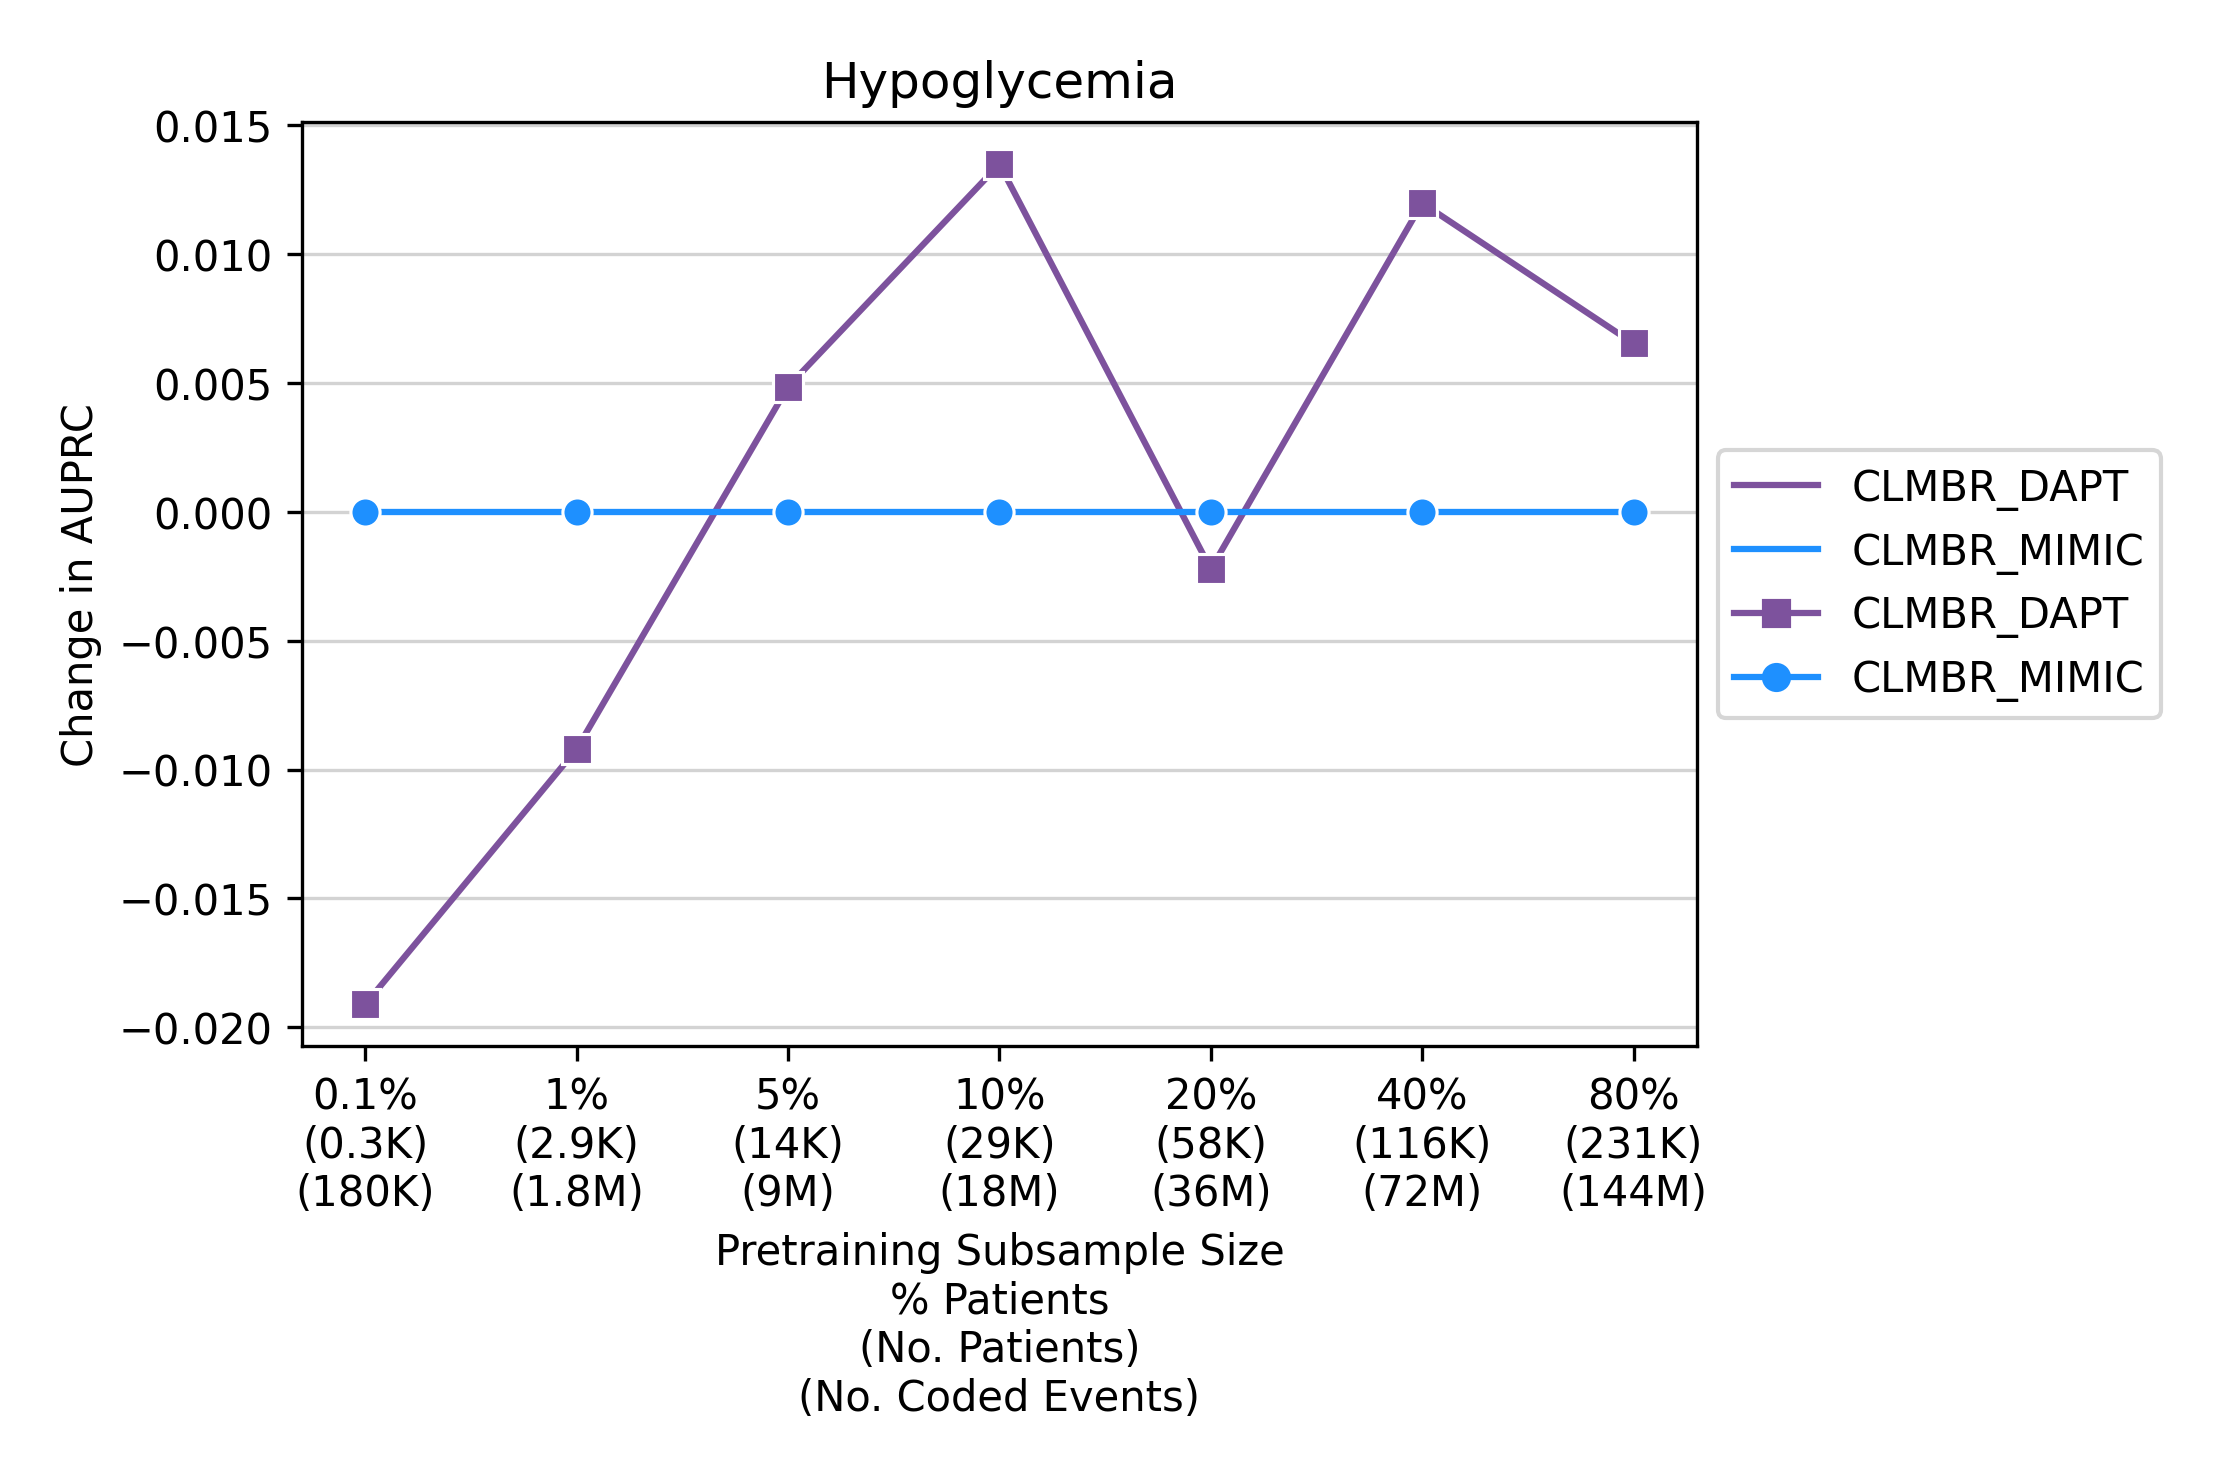 Hypoglycemia
0.015
0.010
0.005
0.000
−0.005
−0.010
−0.015
−0.020
Change in AUPRC
CLMBR_DAPT
CLMBR_MIMIC
CLMBR_DAPT
CLMBR_MIMIC
0.1% 1% 5% 10% 20% 40% 80%
(0.3K) (2.9K) (14K) (29K) (58K) (116K) (231K)
(180K) (1.8M) (9M) (18M) (36M) (72M) (144M)
Pretraining Subsample Size
% Patients
(No. Patients)
(No. Coded Events)